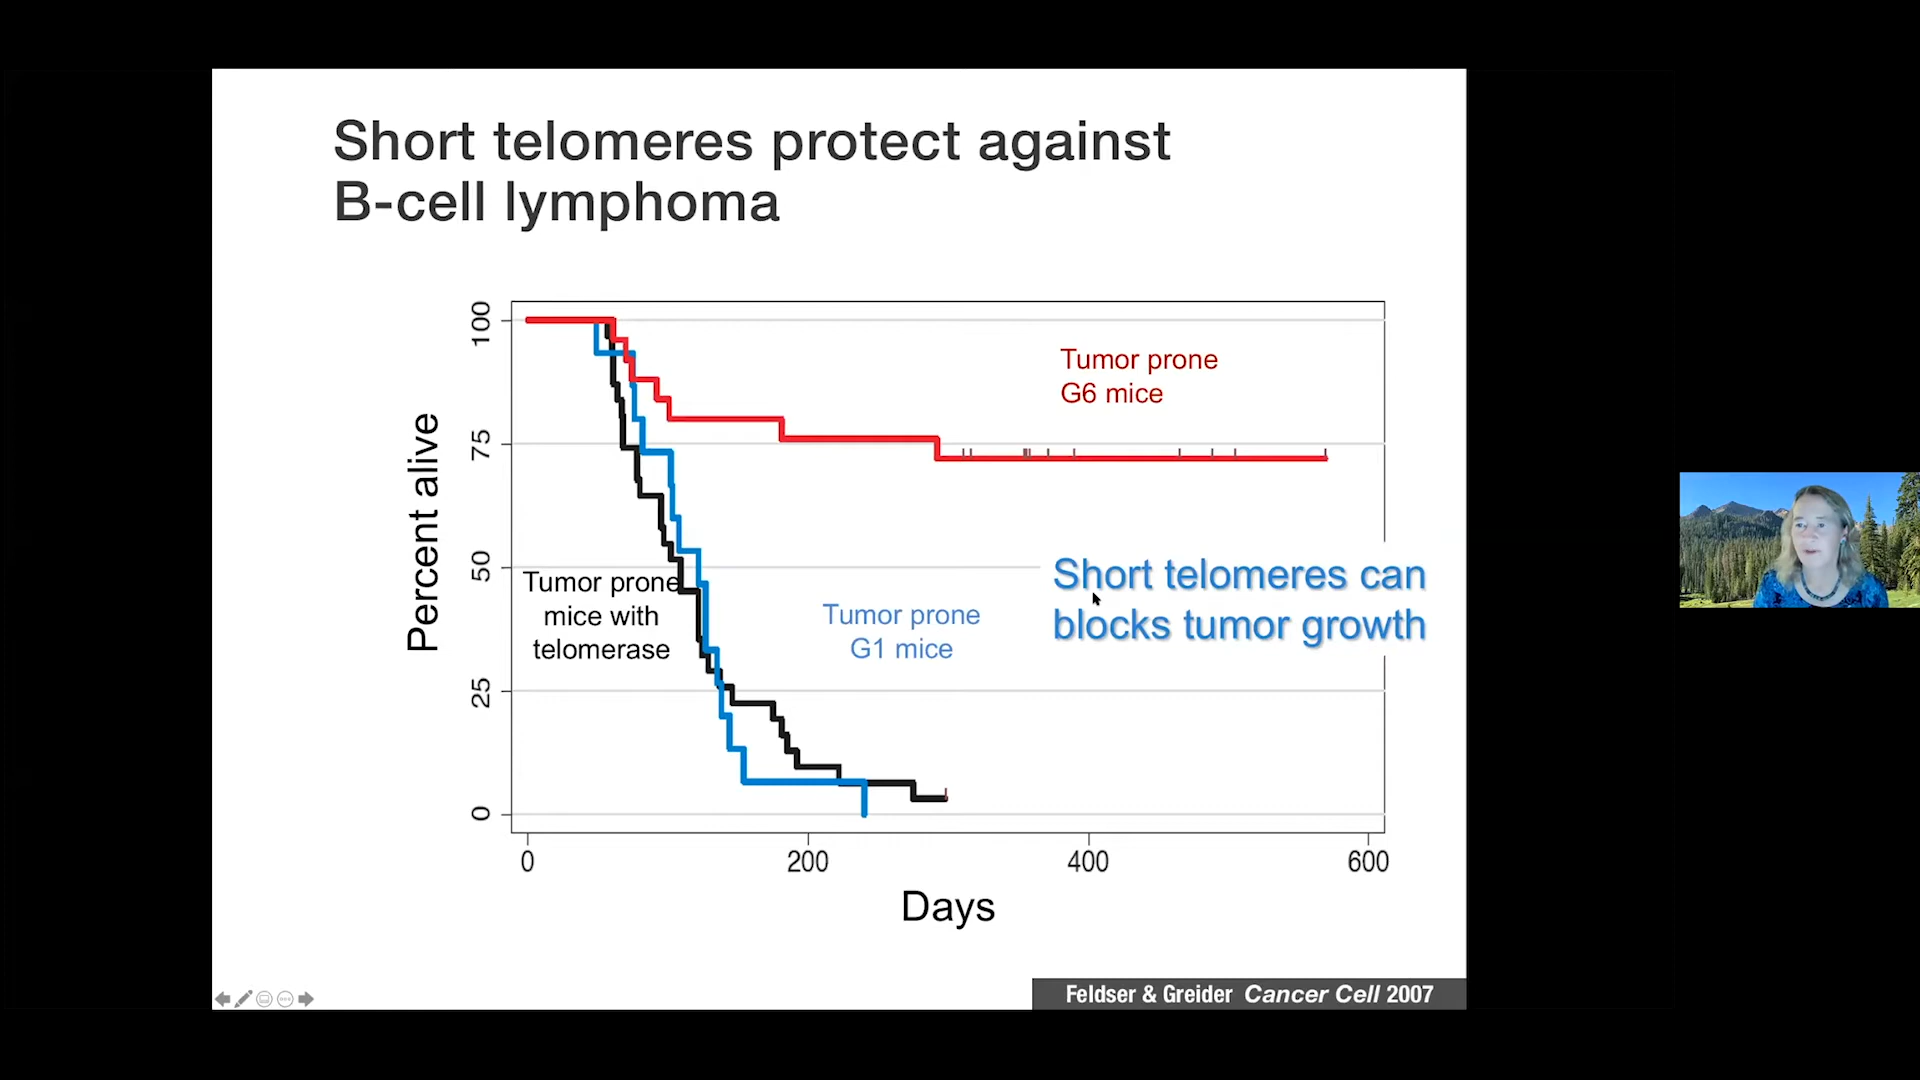 Short telomeres protect against
B-cell lymphoma
Percent alive
100
75
50
25
0
Tumor prone
G6 mice
Tumor prone
mice with
telomerase
Tumor prone
G1 mice
Short telomeres can
blocks tumor growth
0 200 400 600
Days
Feldser & Greider Cancer Cell 2007